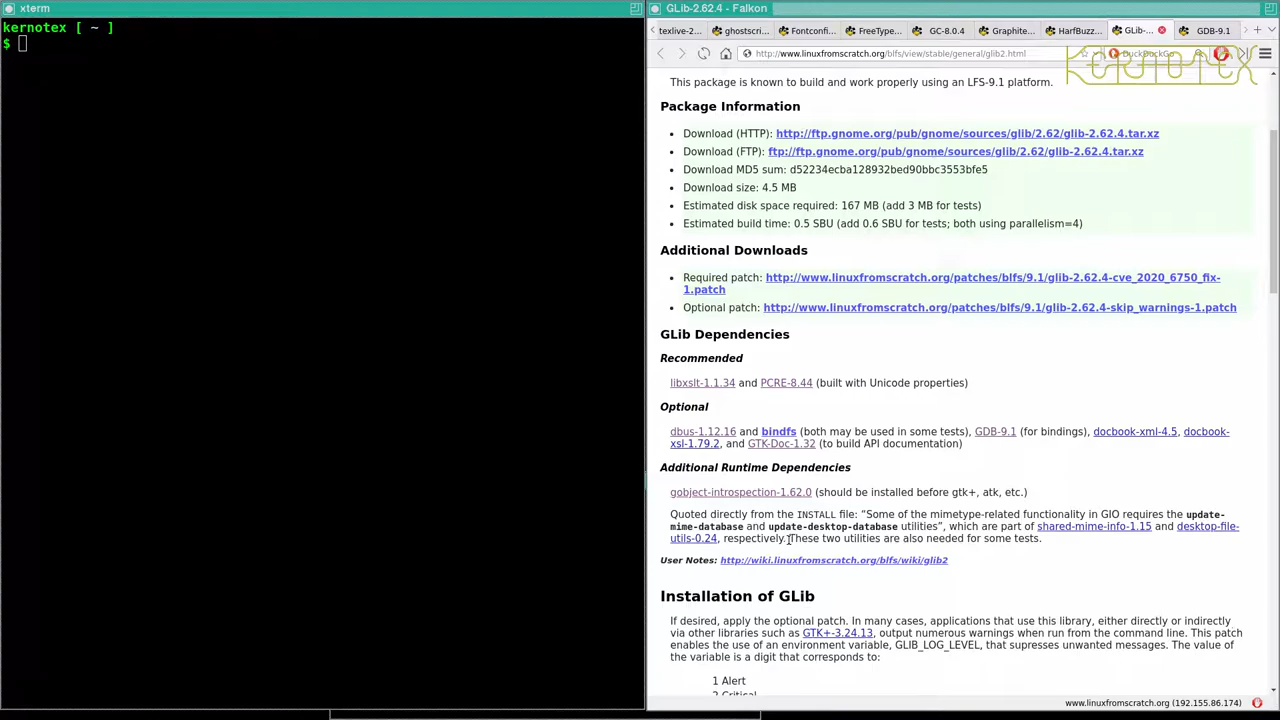 xterm
kernotex [ ~ ]
$
GLib-2.62.4 - Falkon
texlive-2...
ghostscri...
Fontconfi...
FreeType...
GC-8.0.4
Graphite...
HarfBuzz...
GLib-...
GDB-9.1
http://www.linuxfromscratch.org/blfs/view/stable/general/glib2.html
DuckDuckGo
KERNOTEX
This package is known to build and work properly using an LFS-9.1 platform.
Package Information
• Download (HTTP): http://ftp.gnome.org/pub/gnome/sources/glib/2.62/glib-2.62.4.tar.xz
• Download (FTP): ftp://ftp.gnome.org/pub/gnome/sources/glib/2.62/glib-2.62.4.tar.xz
• Download MD5 sum: d52234ecba128932bed90bbc3553bfe5
• Download size: 4.5 MB
• Estimated disk space required: 167 MB (add 3 MB for tests)
• Estimated build time: 0.5 SBU (add 0.6 SBU for tests; both using parallelism=4)
Additional Downloads
• Required patch: http://www.linuxfromscratch.org/patches/blfs/9.1/glib-2.62.4-cve_2020_6750_fix-
1.patch
• Optional patch: http://www.linuxfromscratch.org/patches/blfs/9.1/glib-2.62.4-skip_warnings-1.patch
GLib Dependencies
Recommended
libxslt-1.1.34 and PCRE-8.44 (built with Unicode properties)
Optional
dbus-1.12.16 and bindfs (both may be used in some tests), GDB-9.1 (for bindings), docbook-xml-4.5, docbook-
xsl-1.79.2, and GTK-Doc-1.32 (to build API documentation)
Additional Runtime Dependencies
gobject-introspection-1.62.0 (should be installed before gtk+, atk, etc.)
Quoted directly from the INSTALL file: “Some of the mimetype-related functionality in GIO requires the update-
mime-database and update-desktop-database utilities”, which are part of shared-mime-info-1.15 and desktop-file-
utils-0.24, respectively. These two utilities are also needed for some tests.
User Notes: http://wiki.linuxfromscratch.org/blfs/wiki/glib2
Installation of GLib
If desired, apply the optional patch. In many cases, applications that use this library, either directly or indirectly
via other libraries such as GTK+-3.24.13, output numerous warnings when run from the command line. This patch
enables the use of an environment variable, GLIB_LOG_LEVEL, that supresses unwanted messages. The value of
the variable is a digit that corresponds to:
1 Alert
2 Critical
www.linuxfromscratch.org (192.155.86.174)